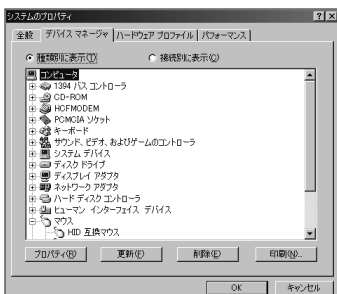 システムのプロパティ
全般 デバイス マネージャ ハードウェア プロファイル パフォーマンス
種類別に表示(T) 接続別に表示(C)
コンピュータ
1394 バス コントローラ
CD-ROM
HCFMODEM
PCMCIA ソケット
キーボード
サウンド、ビデオ、およびゲームのコントローラ
システム デバイス
ディスク ドライブ
ディスプレイ アダプタ
ネットワーク アダプタ
ハード ディスク コントローラ
ヒューマン インターフェイス デバイス
マウス
HID 互換マウス
プロパティ(R) 更新(F) 削除(E) 印刷(N)...
OK キャンセル